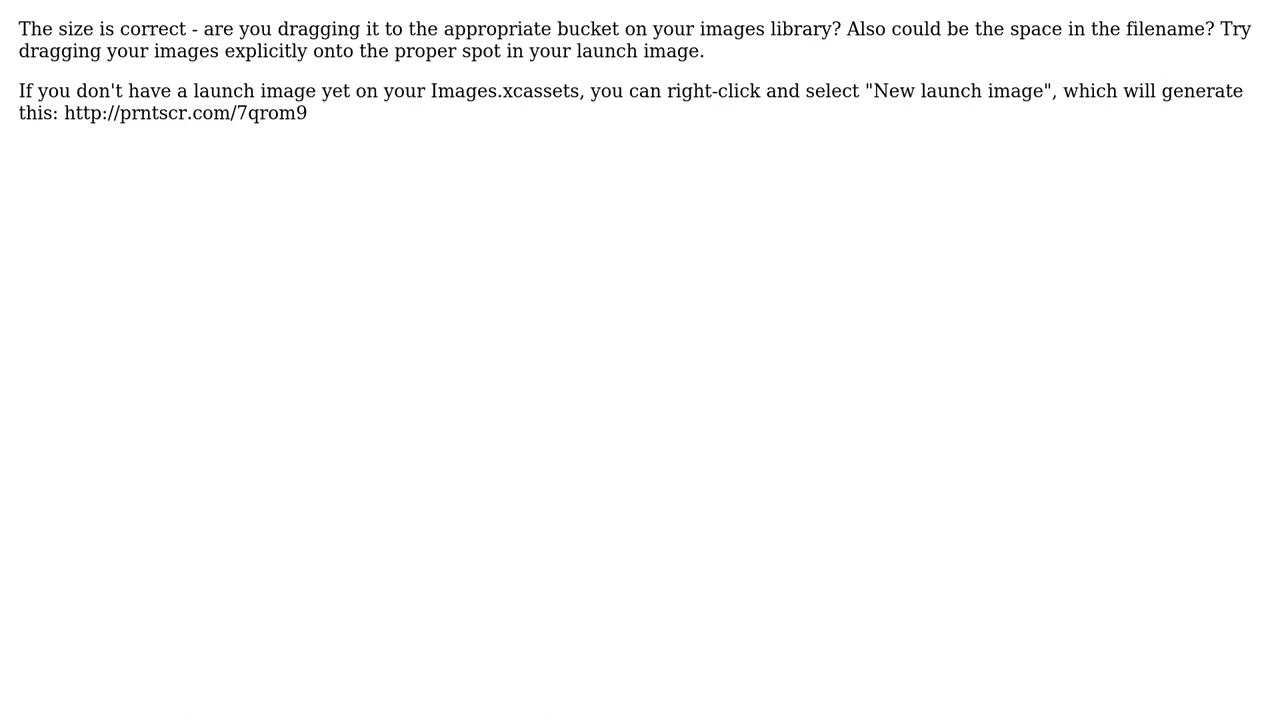 The size is correct - are you dragging it to the appropriate bucket on your images library? Also could be the space in the filename? Try
dragging your images explicitly onto the proper spot in your launch image.
If you don't have a launch image yet on your Images.xcassets, you can right-click and select "New launch image", which will generate
this: http://prntscr.com/7qrom9